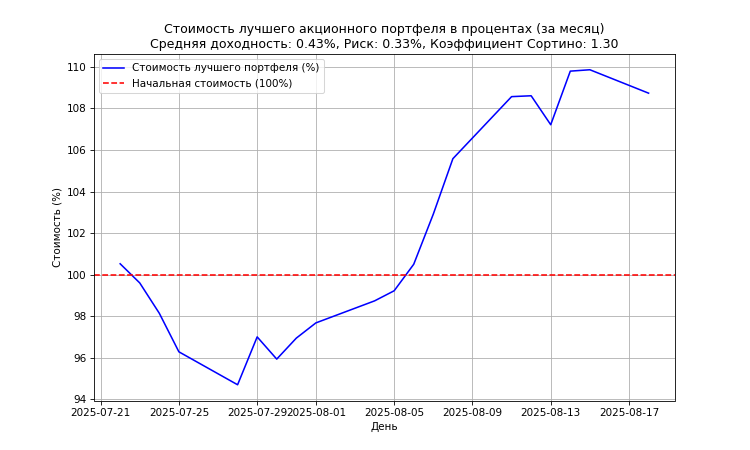 Стоимость лучшего акционного портфеля в процентах (за месяц)
Средняя доходность: 0.43%, Риск: 0.33%, Коэффициент Сортино: 1.30
Стоимость лучшего портфеля (%)
Начальная стоимость (100%)
Стоимость (%)
110
108
106
104
102
100
98
96
94
2025-07-21 2025-07-25 2025-07-29 2025-08-01 2025-08-05 2025-08-09 2025-08-13 2025-08-17
День